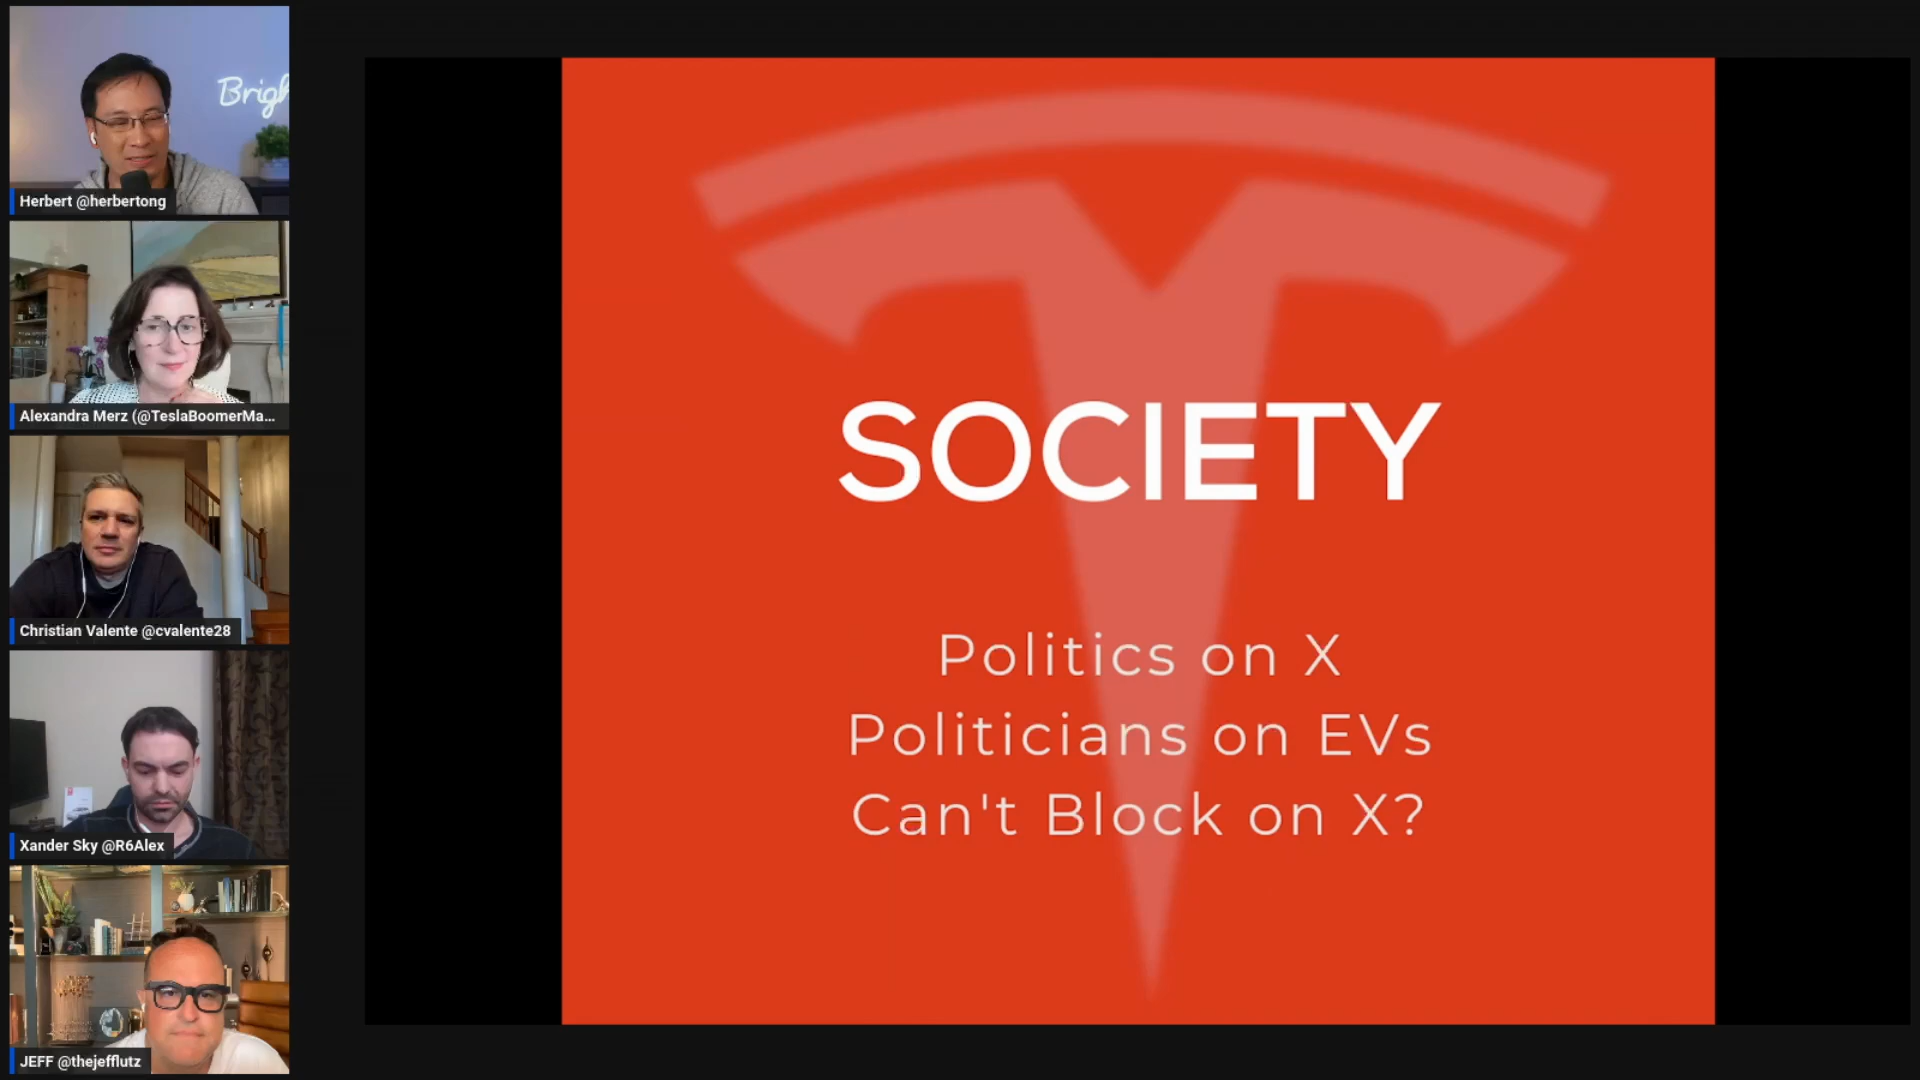 Brigh
Herbert @herbertong
Alexandra Merz (@TeslaBoomerMa...
Christian Valente @cvalente28
Xander Sky @R6Alex
JEFF @thejefflutz
SOCIETY
Politics on X
Politicians on EVs
Can't Block on X?